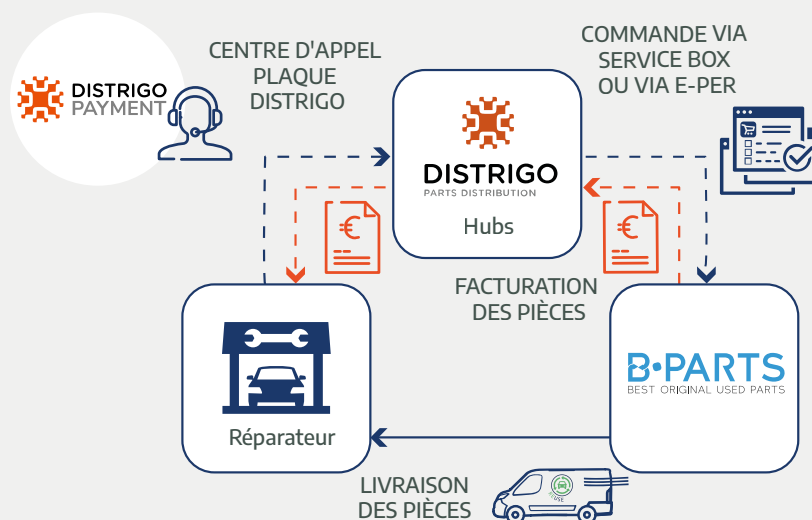 DISTRIGO
PAYMENT
CENTRE D'APPEL
PLAQUE
DISTRIGO
COMMANDE VIA
SERVICE BOX
OU VIA E-PER
DISTRIGO
PARTS DISTRIBUTION
Hubs
€
€
FACTURATION
DES PIÈCES
B·PARTS
BEST ORIGINAL USED PARTS
Réparateur
LIVRAISON
DES PIÈCES
REUSE